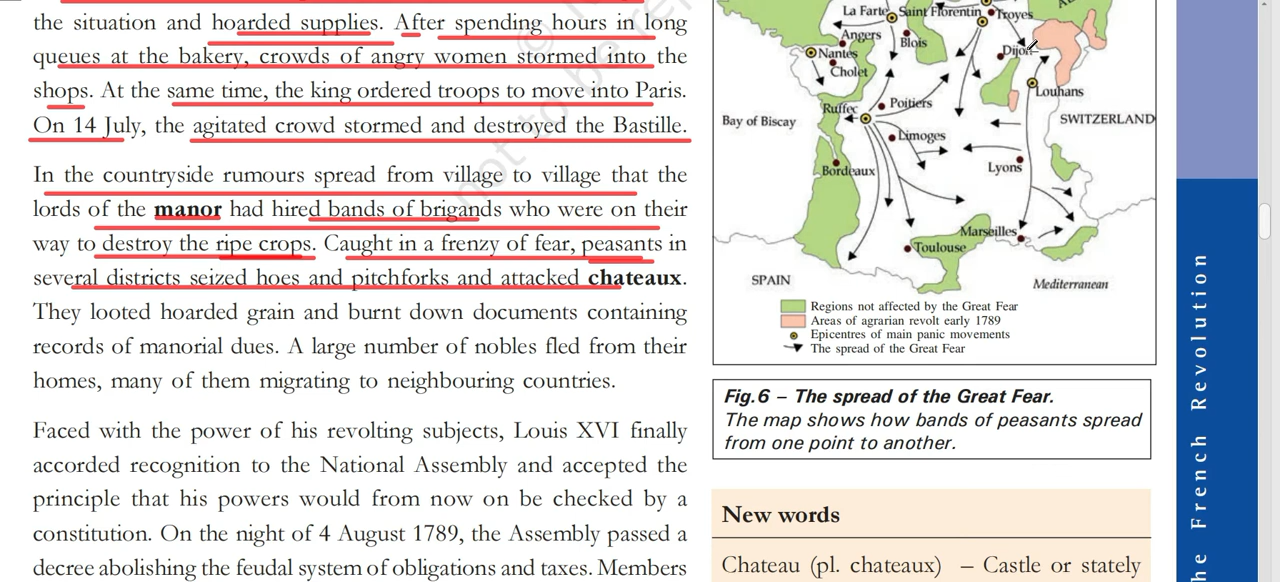 the situation and hoarded supplies. After spending hours in long
queues at the bakery, crowds of angry women stormed into the
shops. At the same time, the king ordered troops to move into Paris.
On 14 July, the agitated crowd stormed and destroyed the Bastille.
In the countryside rumours spread from village to village that the
lords of the manor had hired bands of brigands who were on their
way to destroy the ripe crops. Caught in a frenzy of fear, peasants in
several districts seized hoes and pitchforks and attacked chateaux.
They looted hoarded grain and burnt down documents containing
records of manorial dues. A large number of nobles fled from their
homes, many of them migrating to neighbouring countries.
Faced with the power of his revolting subjects, Louis XVI finally
accorded recognition to the National Assembly and accepted the
principle that his powers would from now on be checked by a
constitution. On the night of 4 August 1789, the Assembly passed a
decree abolishing the feudal system of obligations and taxes. Members
not to be re
La Farte
Saint Florentin
Troyes
Angers
Blois
Dijon
Nantes
Cholet
Louhans
Ruffec
Poitiers
Bay of Biscay
SWITZERLAND
Limoges
Lyons
Bordeaux
Marseilles
Toulouse
SPAIN
Mediterranean
Regions not affected by the Great Fear
Areas of agrarian revolt early 1789
Epicentres of main panic movements
The spread of the Great Fear
Fig.6 – The spread of the Great Fear.
The map shows how bands of peasants spread
from one point to another.
New words
Chateau (pl. chateaux) – Castle or stately
he French Revolution